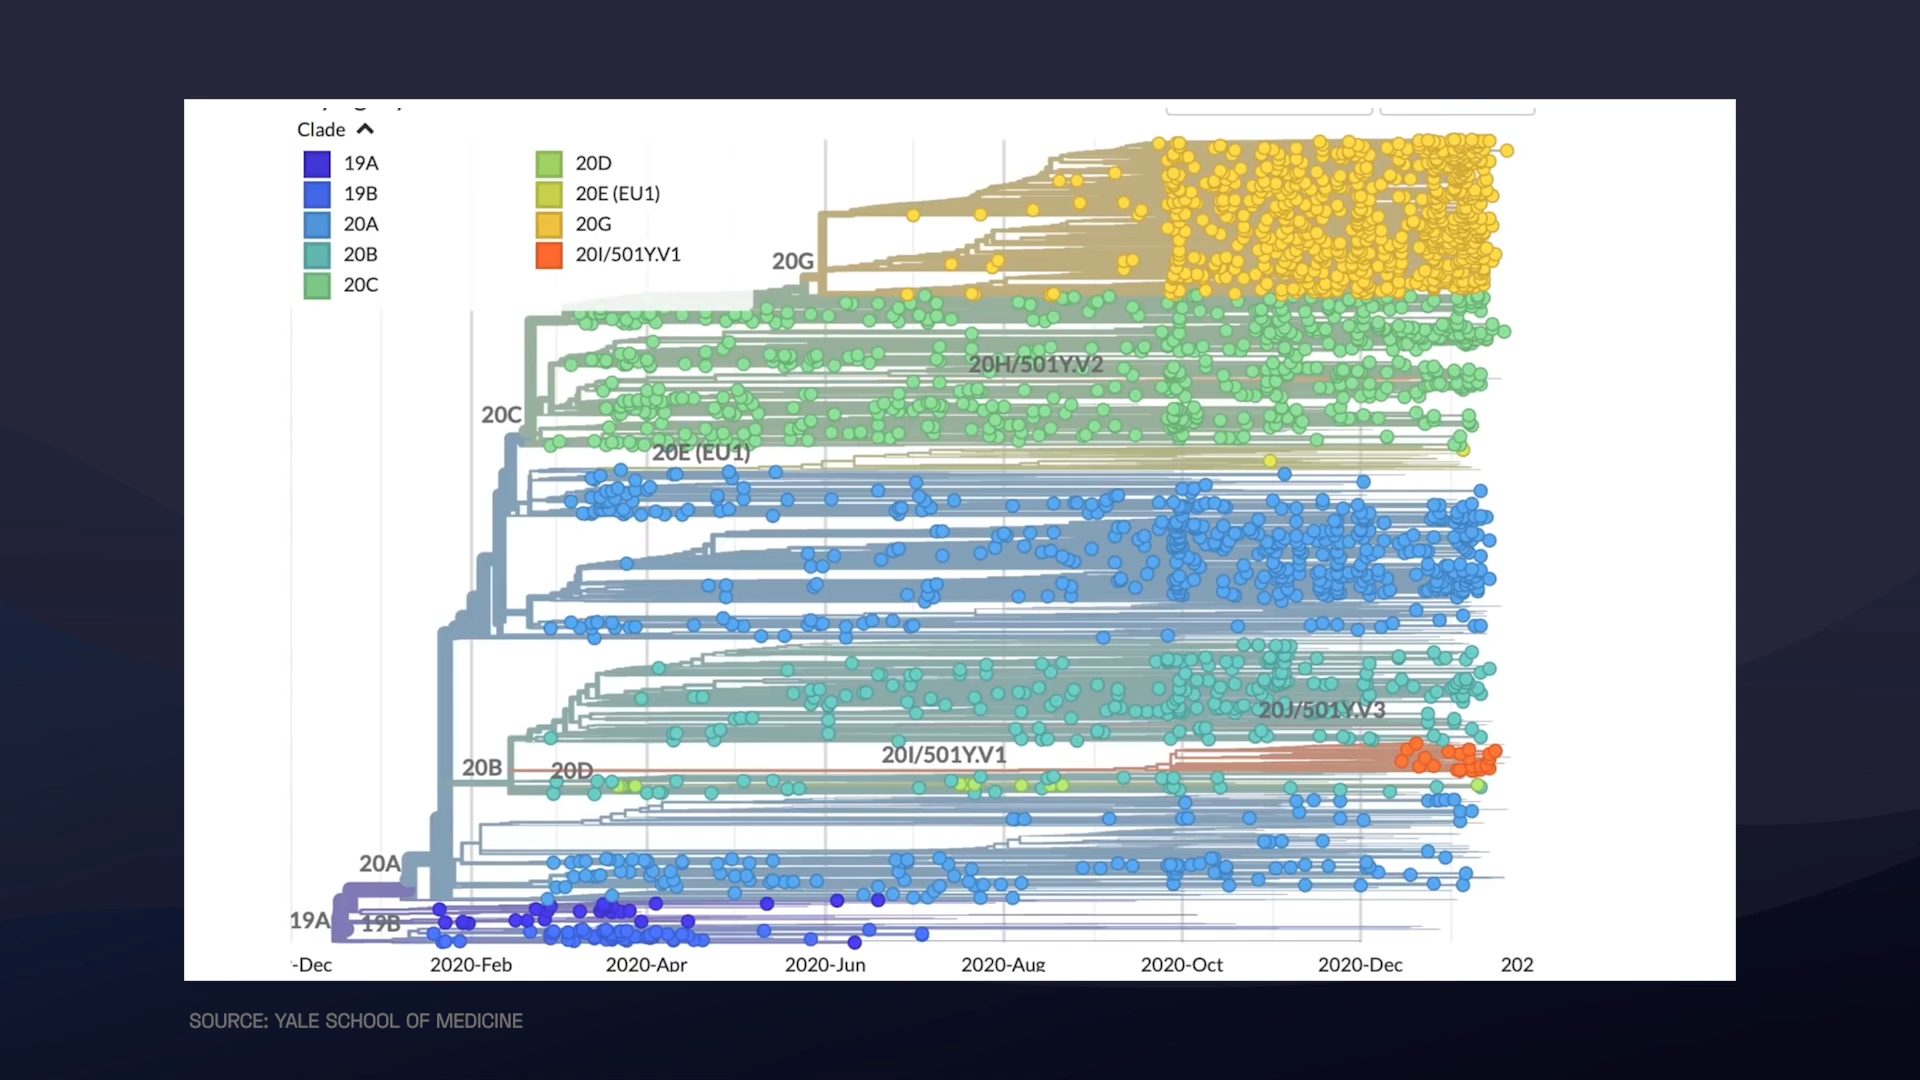 Clade
19A
19B
20A
20B
20C
20D
20E (EU1)
20G
20I/501Y.V1
20G
20H/501Y.V2
20C
20E (EU1)
20J/501Y.V3
20I/501Y.V1
20B
20D
20A
19A
19B
-Dec 2020-Feb 2020-Apr 2020-Jun 2020-Aug 2020-Oct 2020-Dec 202
SOURCE: YALE SCHOOL OF MEDICINE